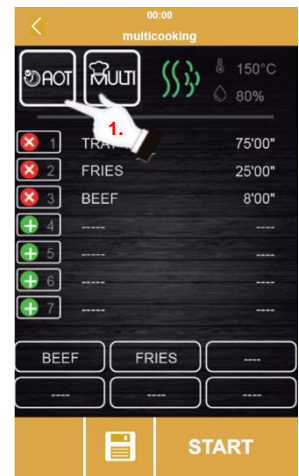 00:00
multicooking
AOT MULTI 150°C
80%
1.
1 75'00"
2 FRIES 25'00"
3 BEEF 8'00"
4 ----- ----
5 ----- ----
6 ----- ----
7 ----- ----
BEEF FRIES ----
---- ---- ----
START